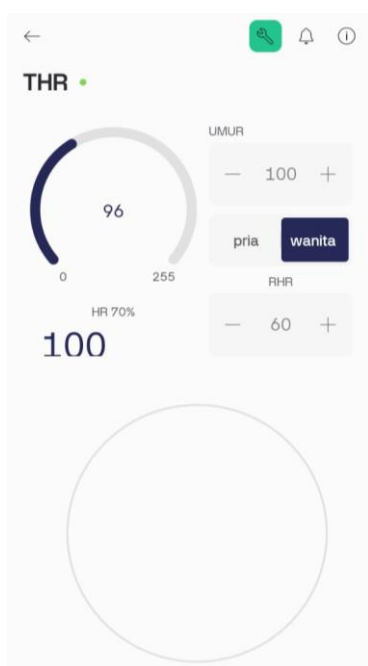 THR
UMUR
— 100 +
96
pria wanita
0 255
RHR
HR 70%
— 60 +
100